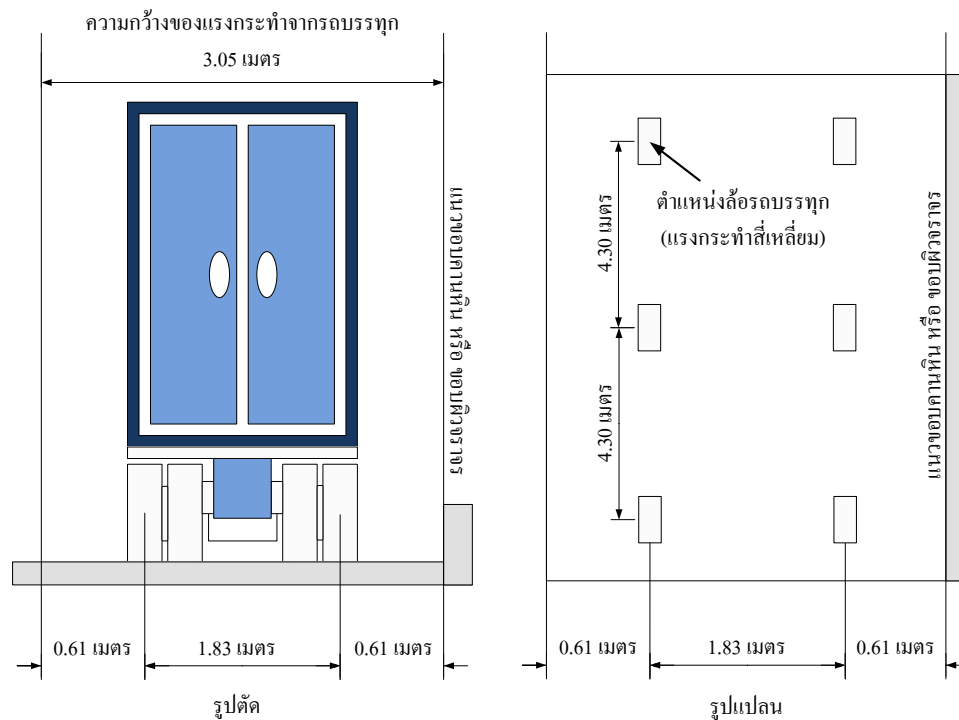 ความกว้างของแรงกระทำจากรถบรรทุก
3.05 เมตร
แนวขอบคานหิน หรือ ขอบผิวจราจร
0.61 เมตร
1.83 เมตร
0.61 เมตร
รูปตัด
ตำแหน่งล้อรถบรรทุก
(แรงกระทำสี่เหลี่ยม)
4.30 เมตร
4.30 เมตร
แนวขอบคานหิน หรือ ขอบผิวจราจร
0.61 เมตร
1.83 เมตร
0.61 เมตร
รูปแปลน